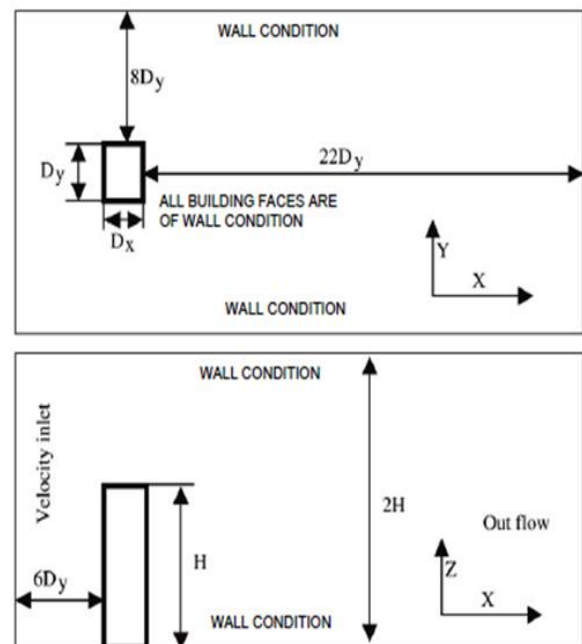 WALL CONDITION
8Dy
Dy
22Dy
ALL BUILDING FACES ARE
OF WALL CONDITION
Dx
Y
X
WALL CONDITION
WALL CONDITION
Velocity inlet
2H
Out flow
H
Z
6Dy
X
WALL CONDITION